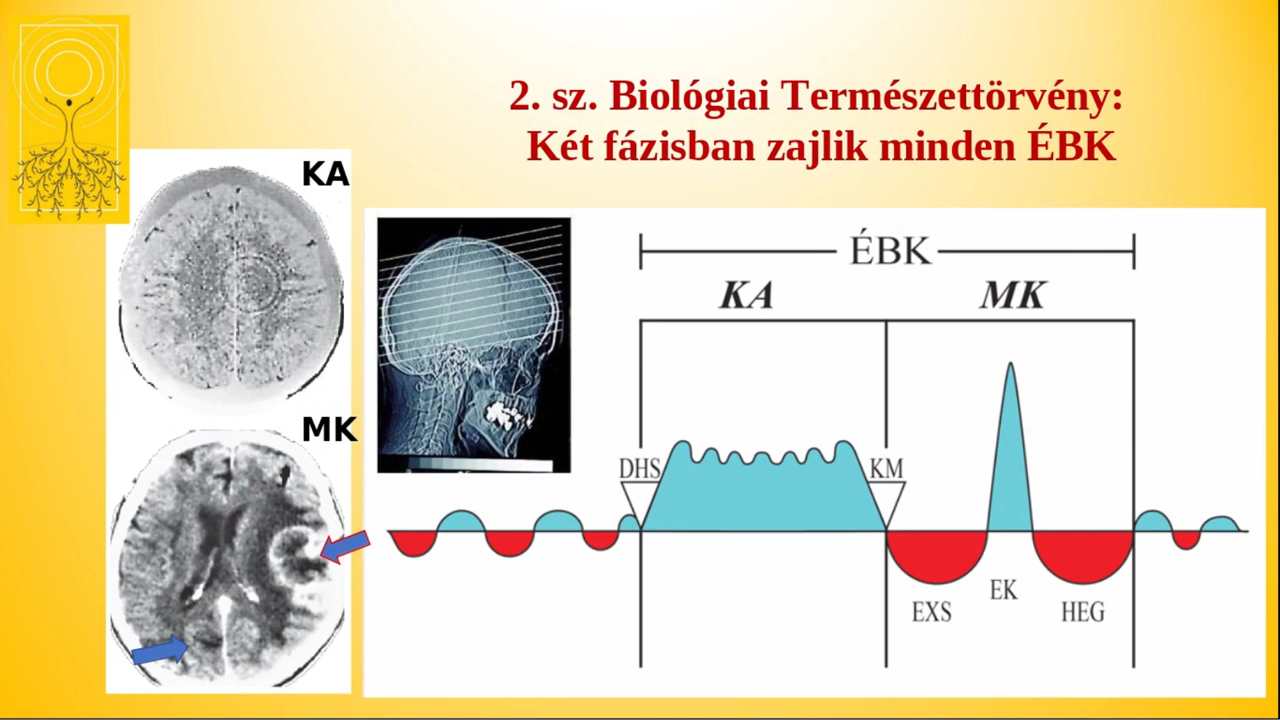 2. sz. Biológiai Természettörvény:
Két fázisban zajlik minden ÉBK
KA
MK
ÉBK
KA
MK
DHS
KM
EXS
EK
HEG